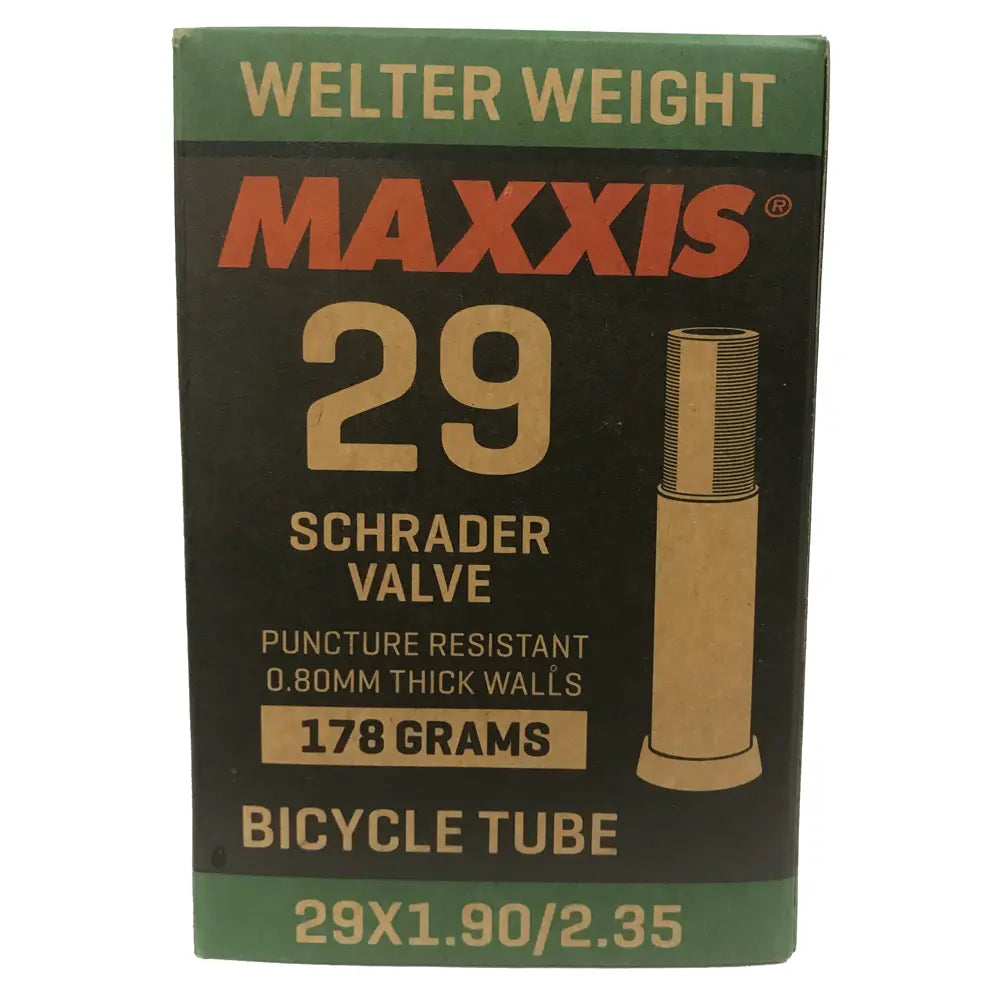 WELTER WEIGHT
MAXXIS®
29
SCHRADER
VALVE
PUNCTURE RESISTANT
0.80MM THICK WALLS
178 GRAMS
BICYCLE TUBE
29X1.90/2.35